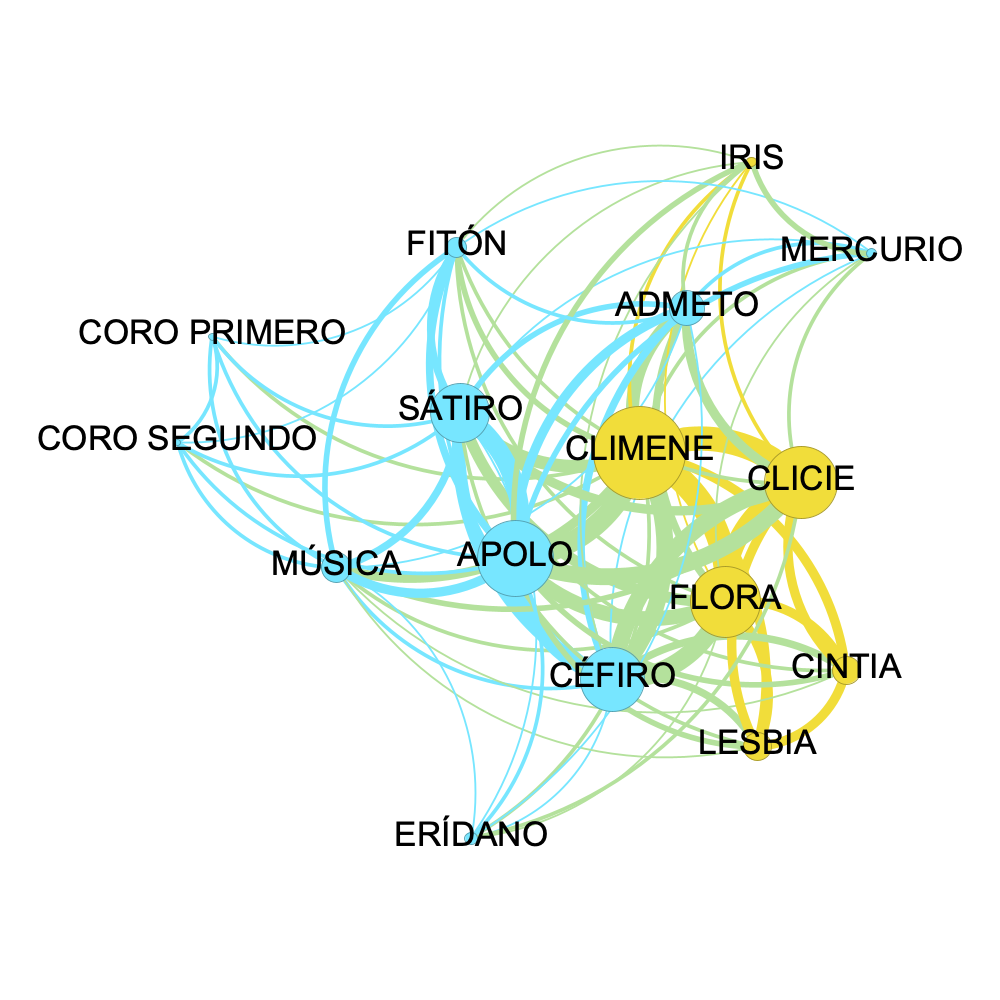 IRIS
FITÓN
MERCURIO
ADMETO
CORO PRIMERO
SÁTIRO
CORO SEGUNDO
CLIMENE
CLICIE
APOLO
MÚSICA
FLORA
CÉFIRO
CINTIA
LESBIA
ERÍDANO